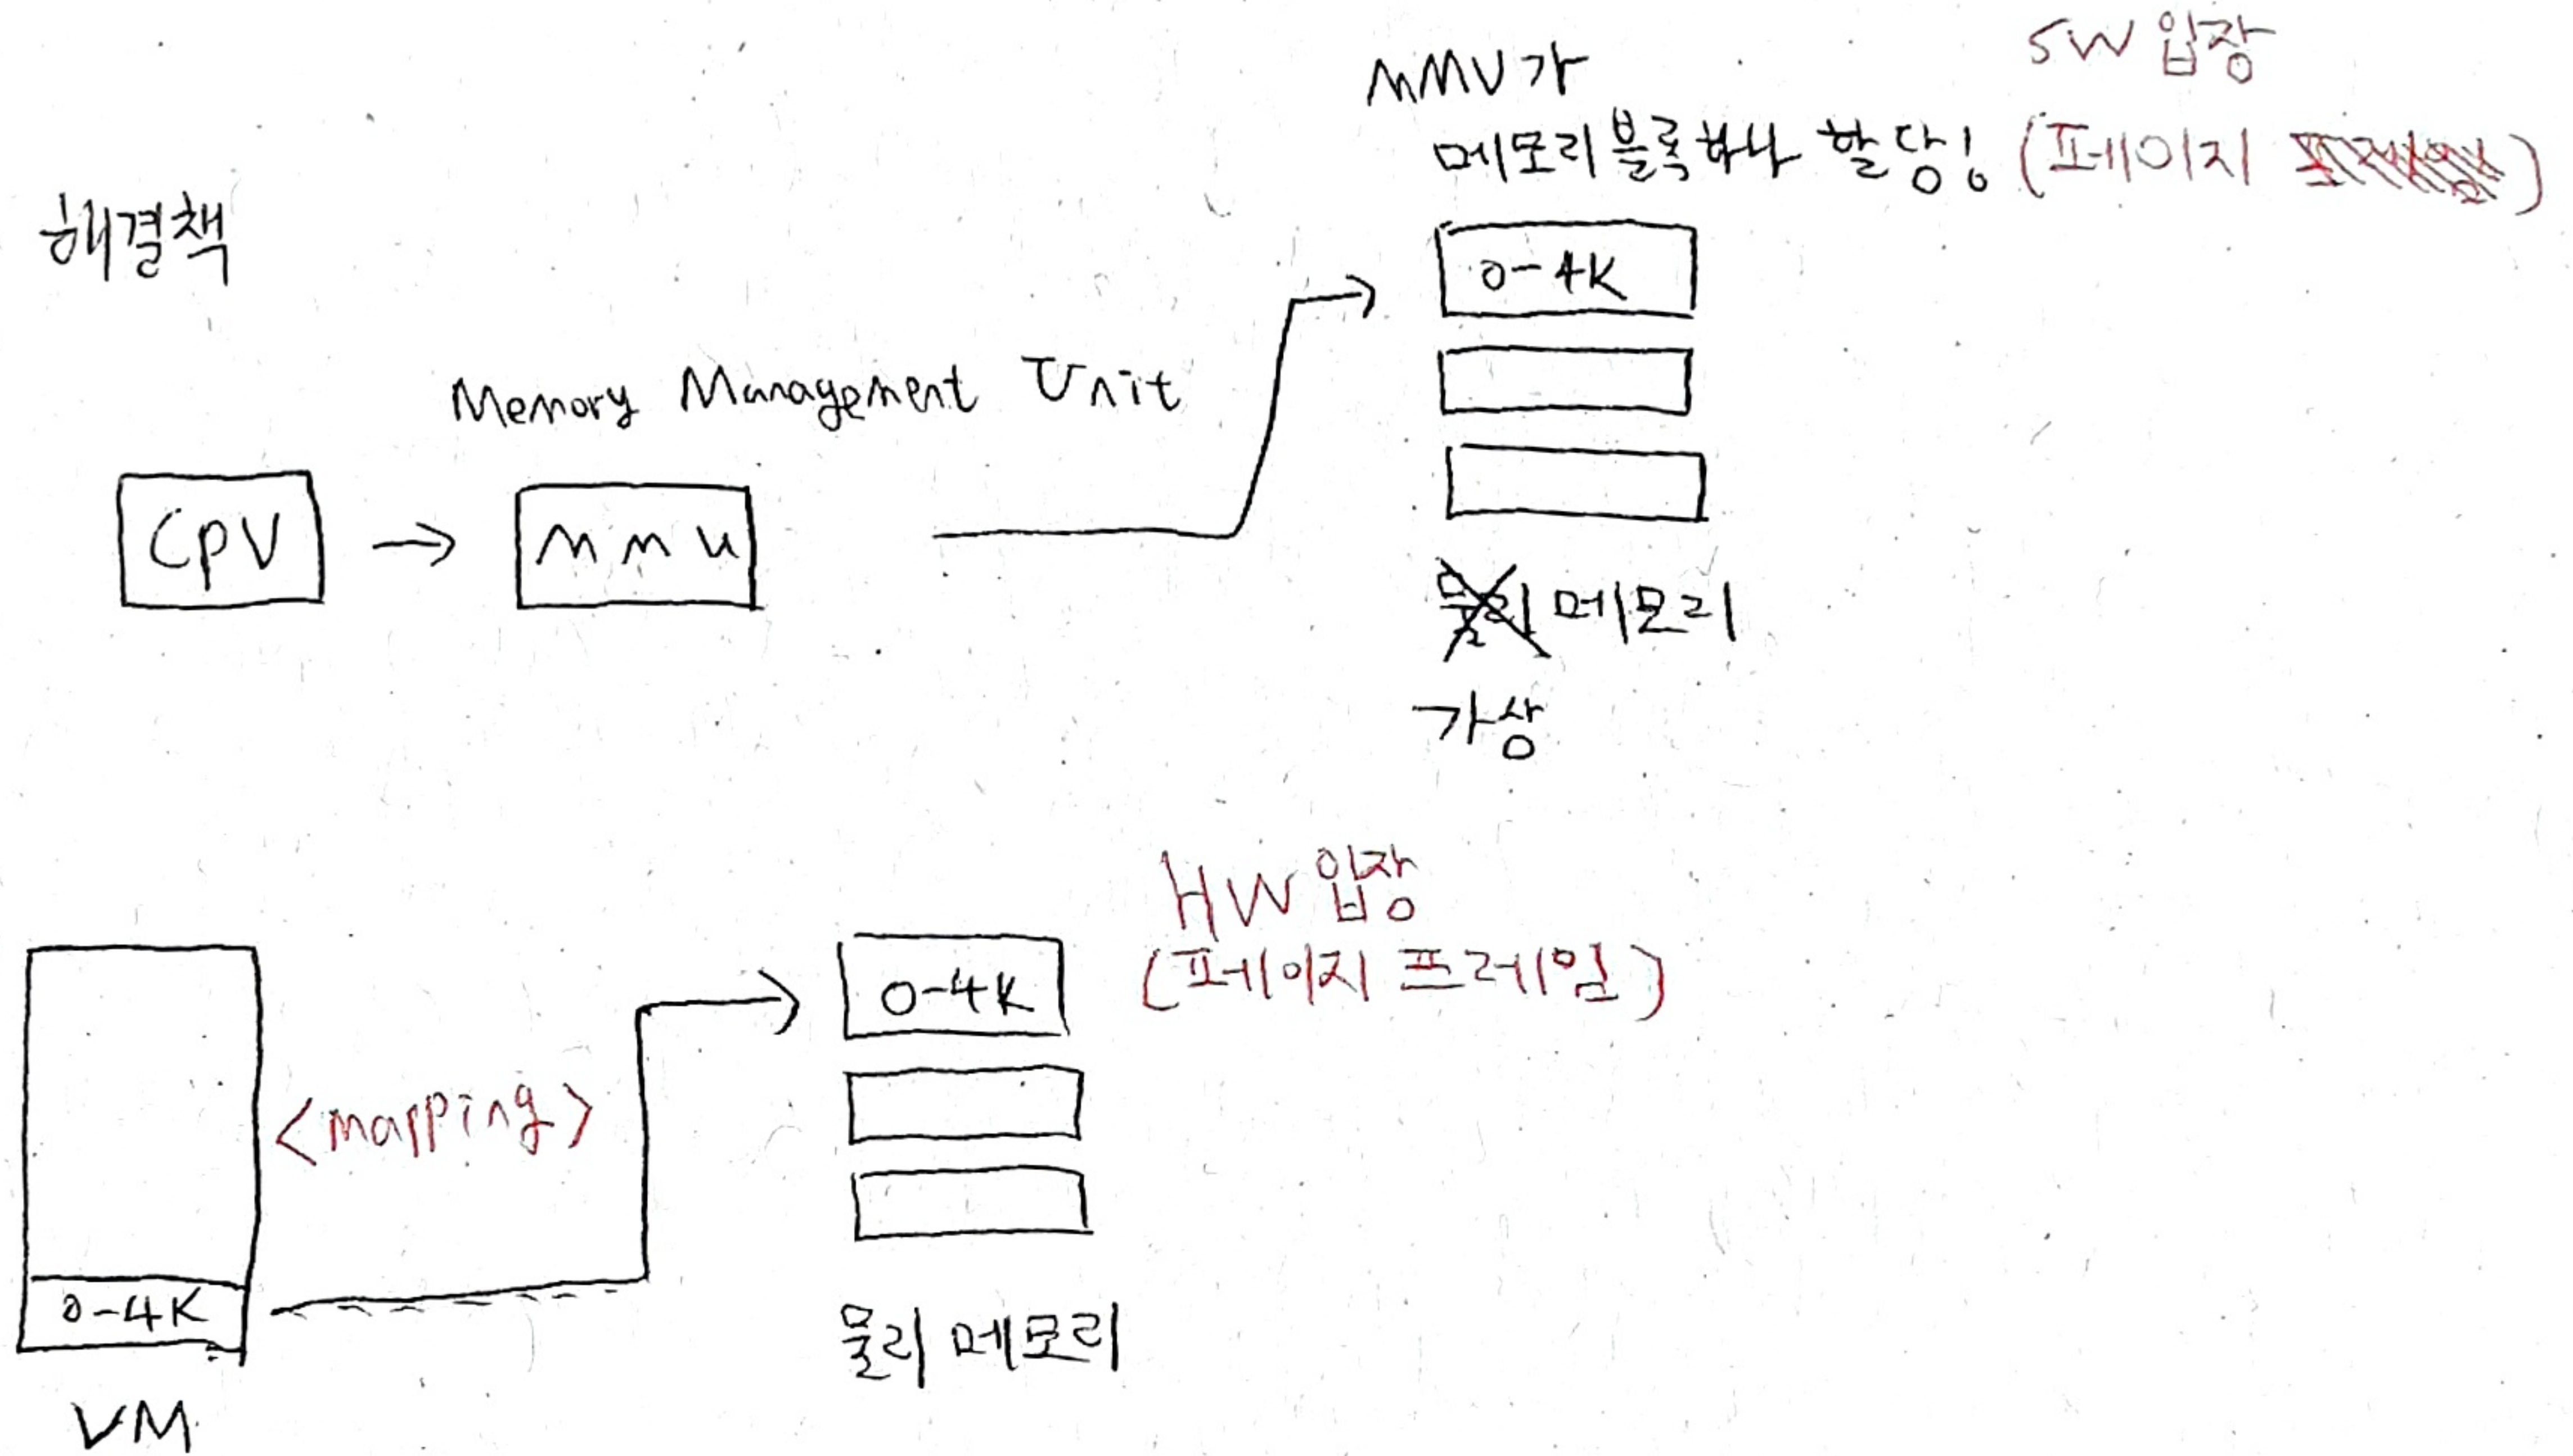 SW 입장
MMU가
메모리 블록 하나 할당! (페이지 )
해결책
0-4K
Memory Management Unit
CPU → MMU
물리 메모리
가상
HW 입장
(페이지 프레임)
0-4K
<mapping>
0-4K
물리 메모리
VM